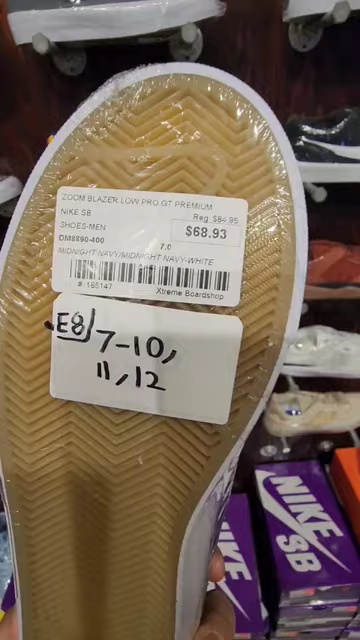 ZOOM BLAZER LOW PRO GT PREMIUM
NIKE SB
Reg. $84.95
SHOES-MEN
$68.93
DM8890-400
7.0
MIDNIGHT NAVY/MIDNIGHT NAVY-WHITE
# 165147
Xtreme Boardshop
E8/7-10,
11, 12
NIKE
SB
NIKE